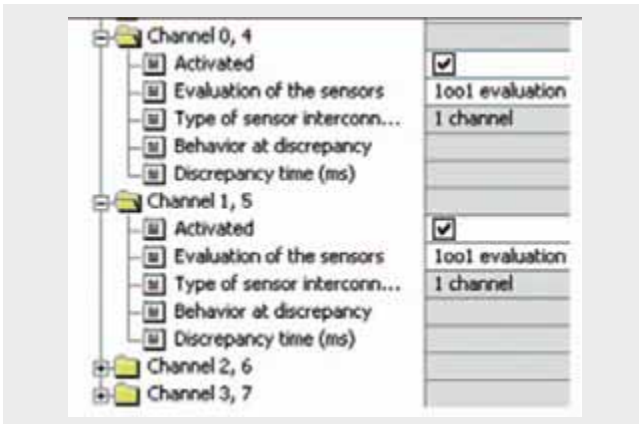 Channel 0, 4
Activated
Evaluation of the sensors 1oo1 evaluation
Type of sensor interconn... 1 channel
Behavior at discrepancy
Discrepancy time (ms)
Channel 1, 5
Activated
Evaluation of the sensors 1oo1 evaluation
Type of sensor interconn... 1 channel
Behavior at discrepancy
Discrepancy time (ms)
Channel 2, 6
Channel 3, 7